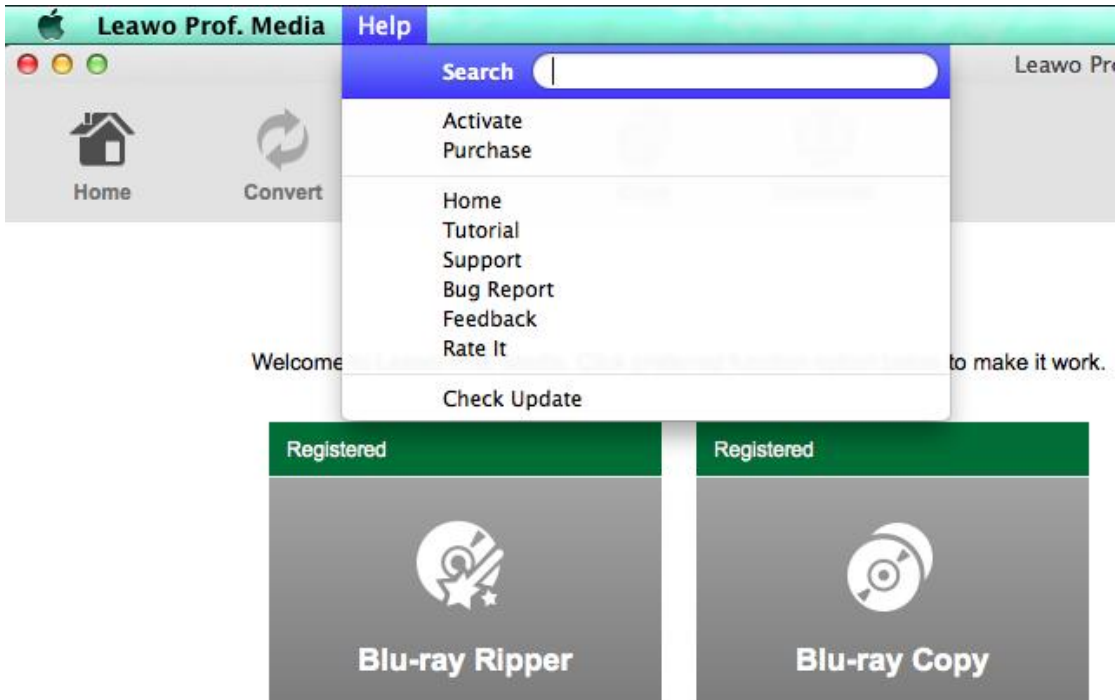 Leawo Prof. Media Help
Leawo Pro
Search
Activate
Purchase
Home Convert
Home
Tutorial
Support
Bug Report
Feedback
Rate It
Welcome to make it work.
Check Update
Registered Registered
Blu-ray Ripper Blu-ray Copy